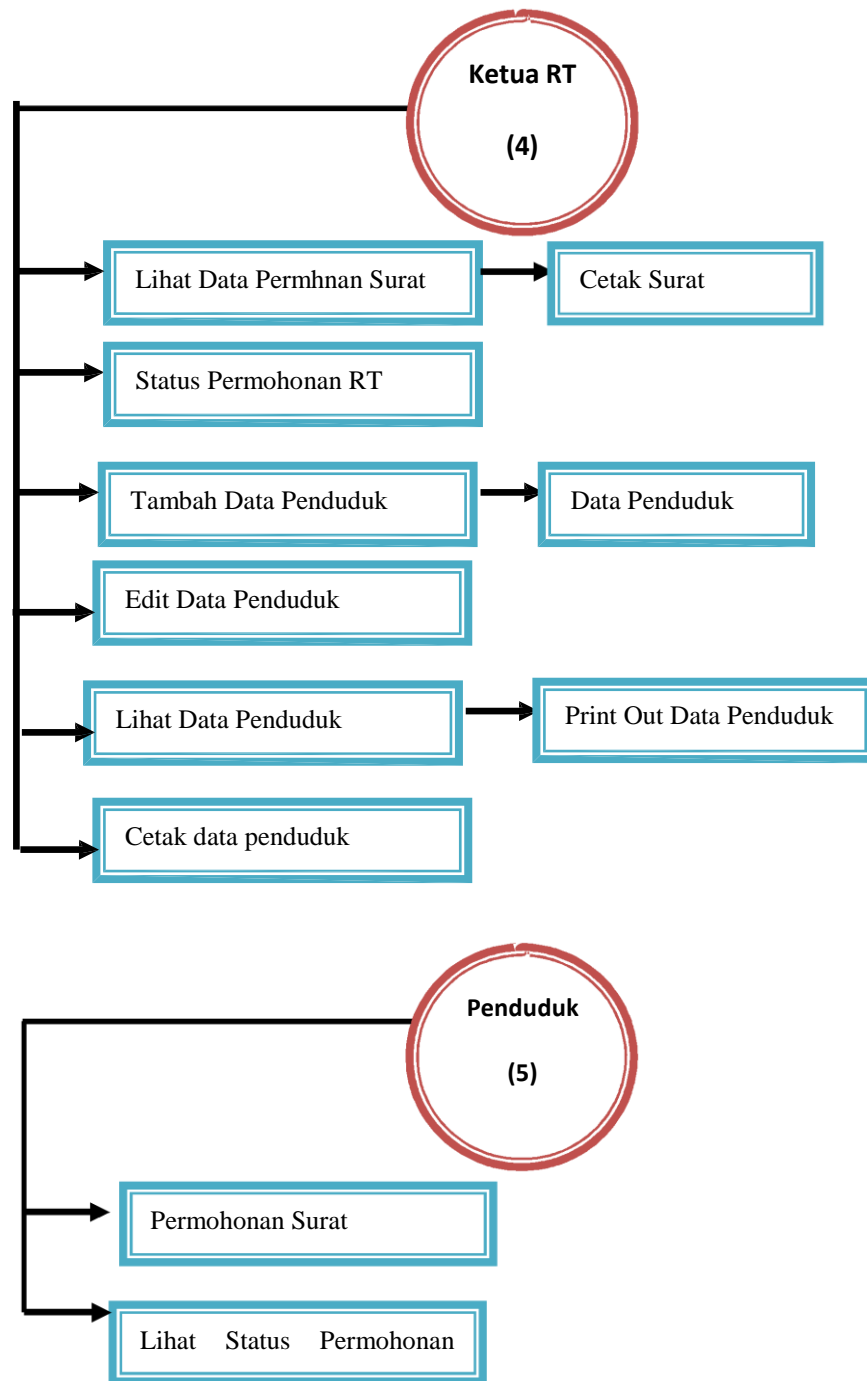 Ketua RT
(4)
Lihat Data Permhnan Surat
Cetak Surat
Status Permohonan RT
Tambah Data Penduduk
Data Penduduk
Edit Data Penduduk
Lihat Data Penduduk
Print Out Data Penduduk
Cetak data penduduk
Penduduk
(5)
Permohonan Surat
Lihat Status Permohonan